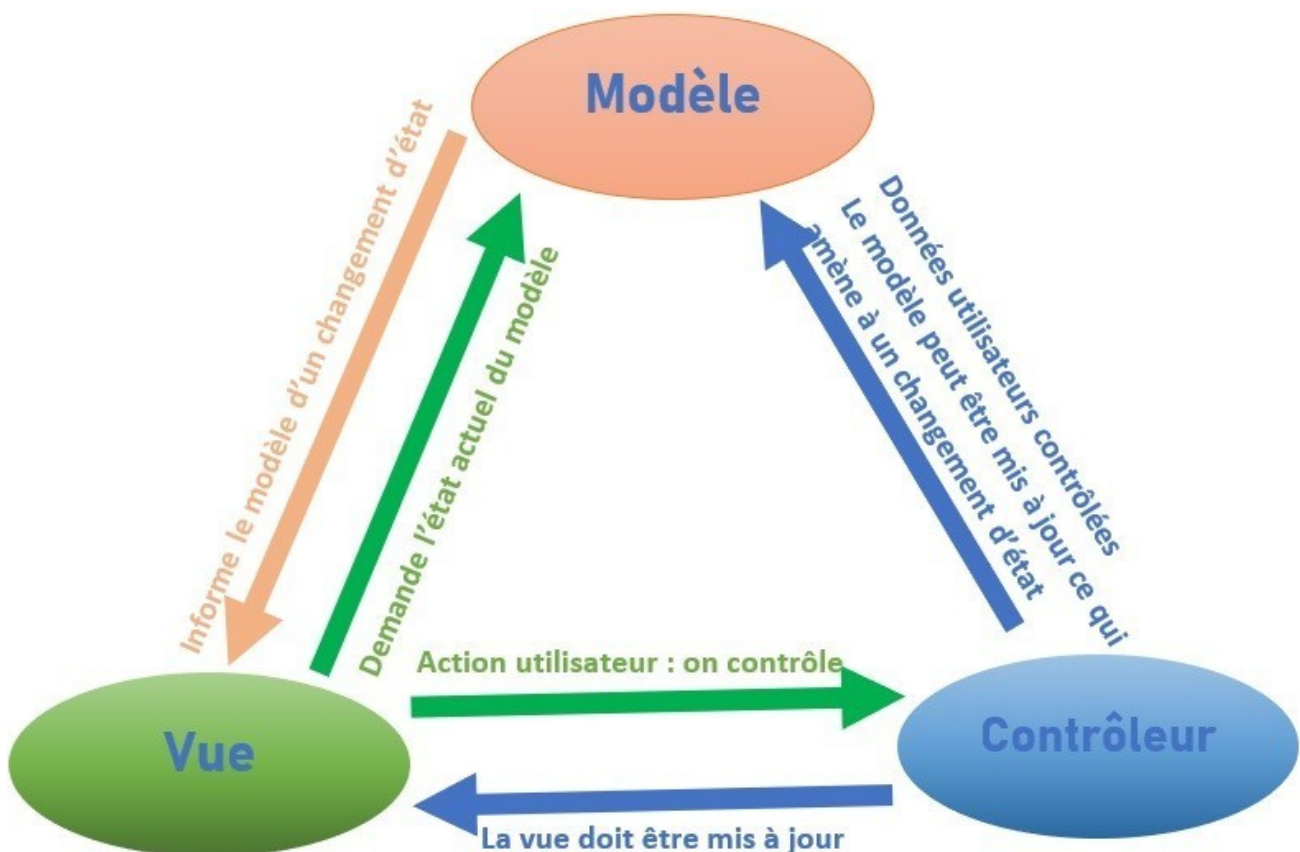 Modèle
Informe le modèle d'un changement d'état
Demande l'état actuel du modèle
Données utilisateurs contrôlées
Le modèle peut être mis à jour ce qui
amène à un changement d'état
Action utilisateur : on contrôle
Vue
Contrôleur
La vue doit être mis à jour